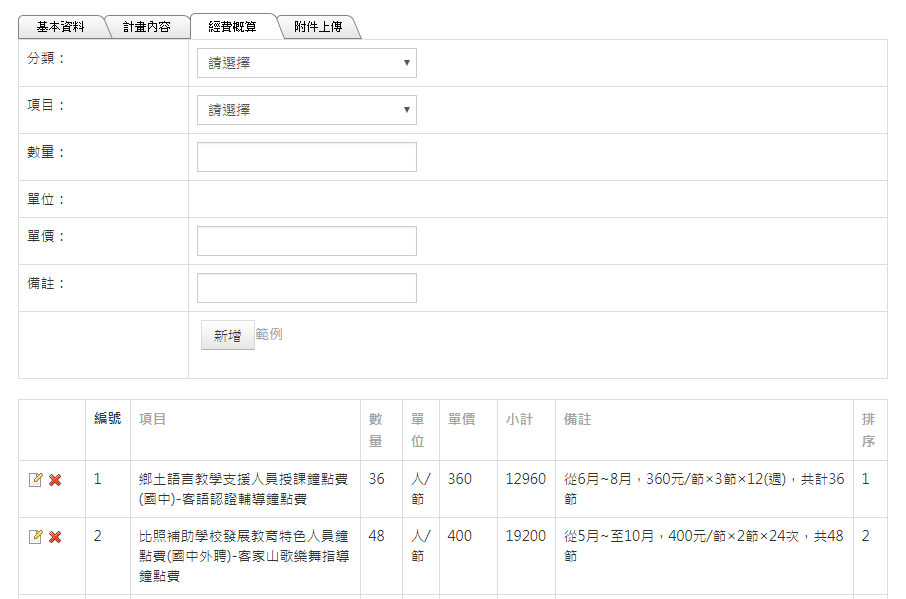 基本資料 計畫內容 經費概算 附件上傳
分類：
請選擇
項目：
請選擇
數量：
單位：
單價：
備註：
新增 範例
編號 項目 數量 單位 單價 小計 備註 排序
1 鄉土語言教學支援人員授課鐘點費 36 人/ 360 12960 從6月~8月，360元/節×3節×12(週)，共計36 1
(國中)-客語認證輔導鐘點費 節 節
2 比照補助學校發展教育特色人員鐘 48 人/ 400 19200 從5月~至10月，400元/節×2節×24次，共48 2
點費(國中外聘)-客家山歌樂舞指導 節 節
鐘點費